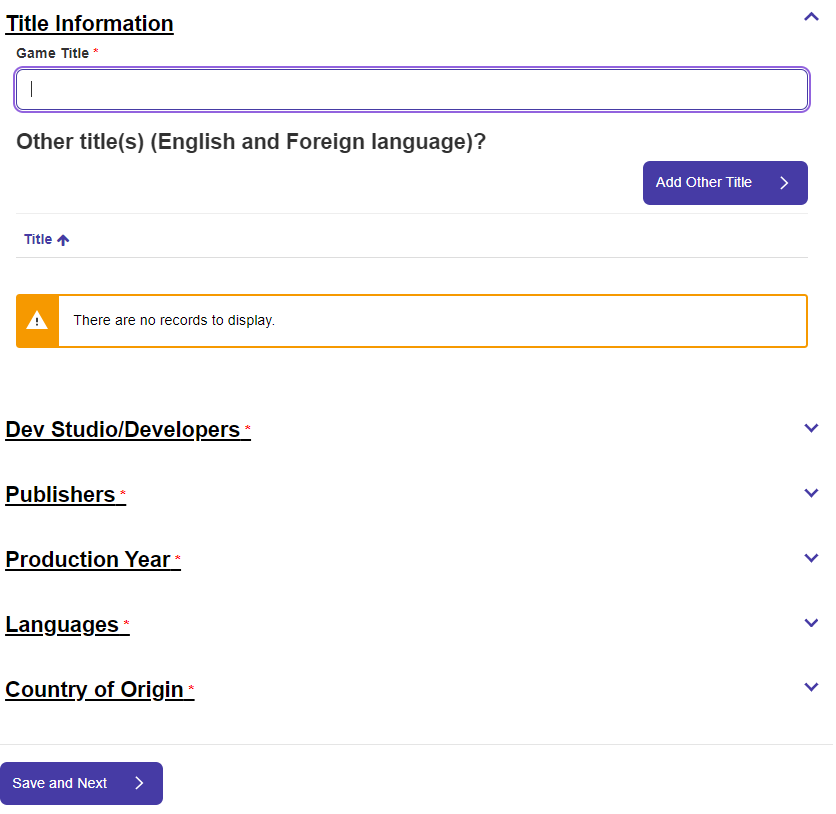 Title Information
Game Title *
Other title(s) (English and Foreign language)?
Add Other Title
Title
There are no records to display.
Dev Studio/Developers *
Publishers *
Production Year *
Languages *
Country of Origin *
Save and Next